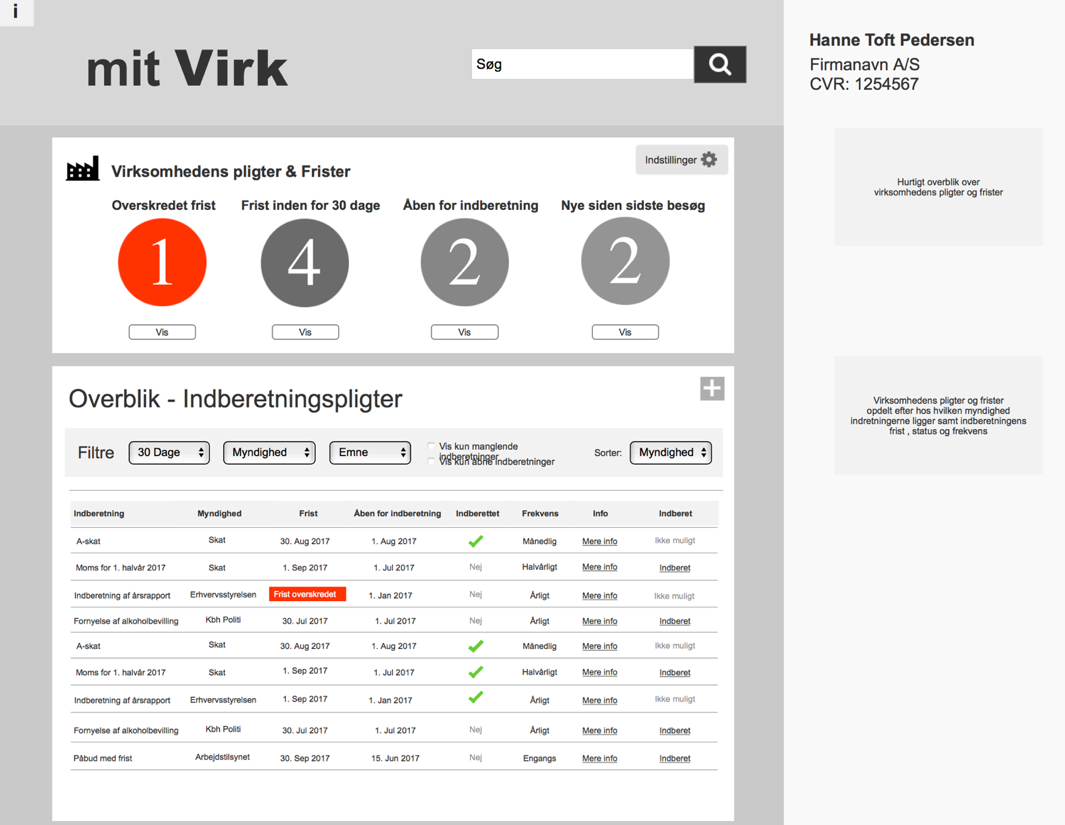 i
mit Virk
Søg
Hanne Toft Pedersen
Firmanavn A/S
CVR: 1254567
Virksomhedens pligter & Frister
Indstillinger
Overskredet frist Frist inden for 30 dage Åben for indberetning Nye siden sidste besøg
1 4 2 2
Vis Vis Vis Vis
Hurtigt overblik over
virksomhedens pligter og frister
Overblik - Indberetningspligter
Filtre 30 Dage Myndighed Emne
Vis kun manglende
indberetninger
Vis kun åbne indberetninger
Sorter: Myndighed
Virksomhedens pligter og frister
opdelt efter hos hvilken myndighed
indretningerne ligger samt indberetningens
frist , status og frekvens
Indberetning Myndighed Frist Åben for indberetning Indberettet Frekvens Info Indberet
A-skat Skat 30. Aug 2017 1. Aug 2017 Månedlig Mere info Ikke muligt
Moms for 1. halvår 2017 Skat 1. Sep 2017 1. Jul 2017 Nej Halvårligt Mere info Indberet
Indberetning af årsrapport Erhvervsstyrelsen Frist overskredet 1. Jan 2017 Nej Årligt Mere info Ikke muligt
Fornyelse af alkoholbevilling Kbh Politi 30. Jul 2017 1. Jul 2017 Nej Årligt Mere info Indberet
A-skat Skat 30. Aug 2017 1. Aug 2017 Månedlig Mere info Ikke muligt
Moms for 1. halvår 2017 Skat 1. Sep 2017 1. Jul 2017 Halvårligt Mere info Indberet
Indberetning af årsrapport Erhvervsstyrelsen 1. Sep 2017 1. Jan 2017 Årligt Mere info Ikke muligt
Fornyelse af alkoholbevilling Kbh Politi 30. Jul 2017 1. Jul 2017 Nej Årligt Mere info Indberet
Påbud med frist Arbejdstilsynet 30. Sep 2017 15. Jun 2017 Nej Engangs Mere info Indberet